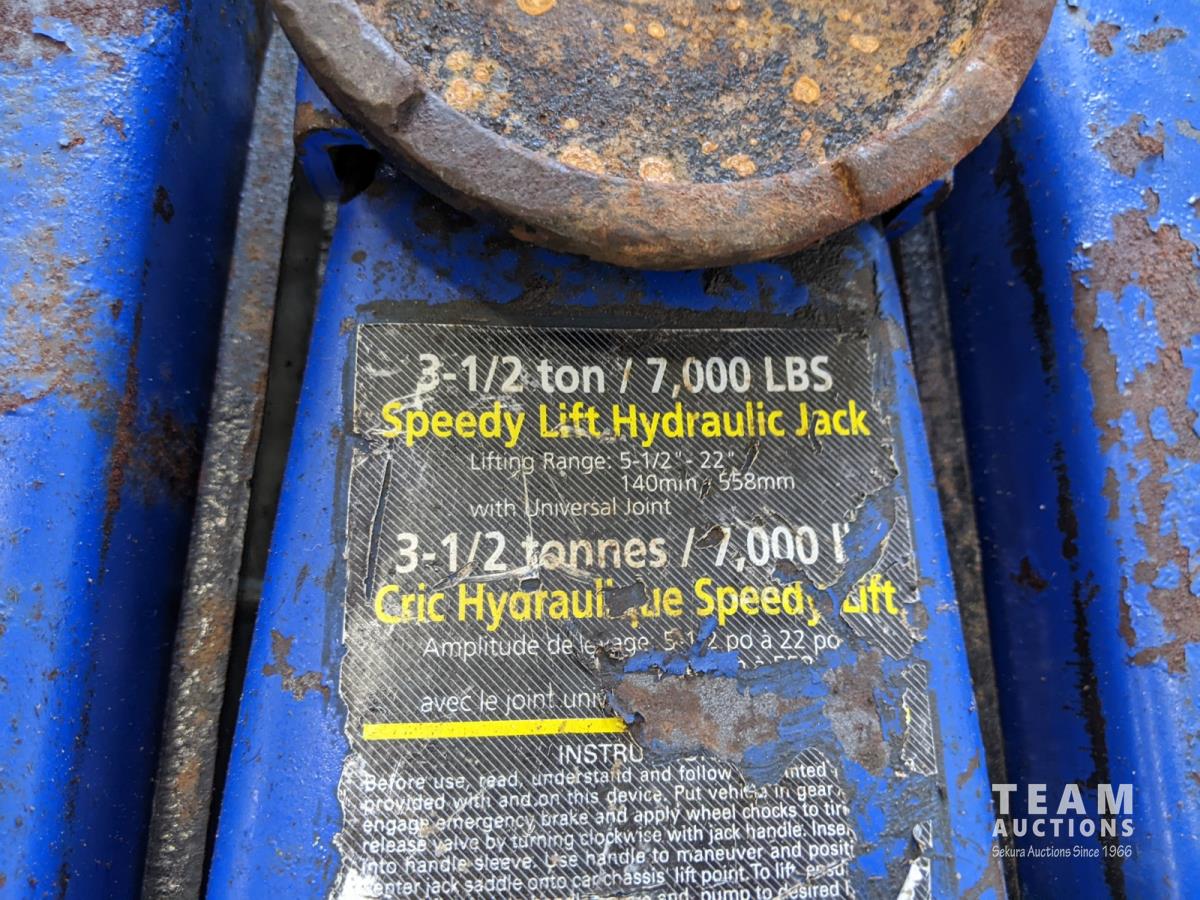 3-1/2 ton / 7,000 LBS
Speedy Lift Hydraulic Jack
Lifting Range: 5-1/2" - 22"
140mm - 558mm
with Universal Joint
3-1/2 tonnes / 7,000
Cric Hydraulique Speedy Lift
Amplitude de levage 5-1/2 po à 22 po
avec le joint
Before use, read, understand and follow
provided with and on this device. Put vehicle in gear
engage emergency brake and apply wheel chocks to
release valve by turning clockwise with jack handle.
into handle sleeve. Use handle to maneuver and
center jack saddle onto car chassis lift point. To lift,
and pump to desired
TEAM
AUCTIONS
Sekura Auctions Since 1966